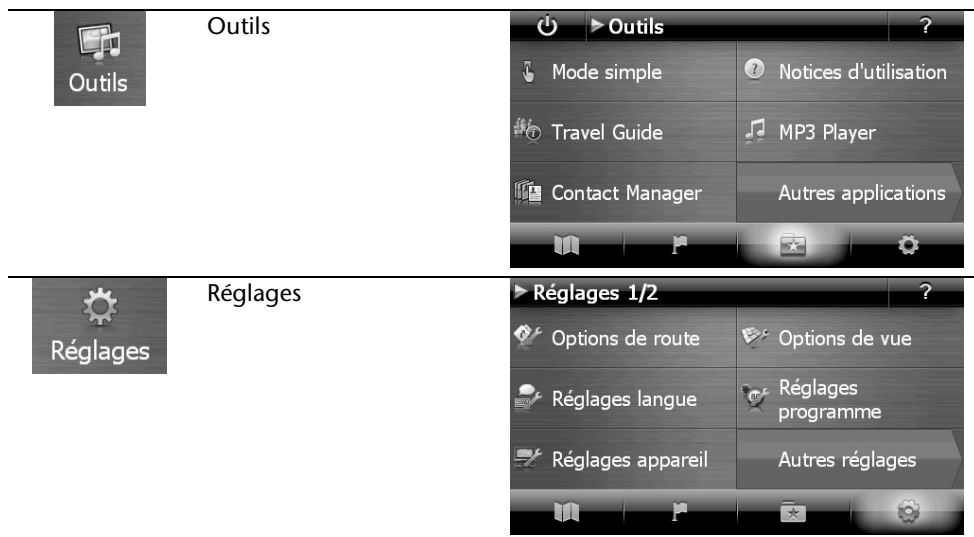 Outils
Outils
Outils ?
Mode simple
Notices d'utilisation
Travel Guide
MP3 Player
Contact Manager
Autres applications
Réglages
Réglages
Réglages 1/2 ?
Options de route
Options de vue
Réglages langue
Réglages
programme
Réglages appareil
Autres réglages